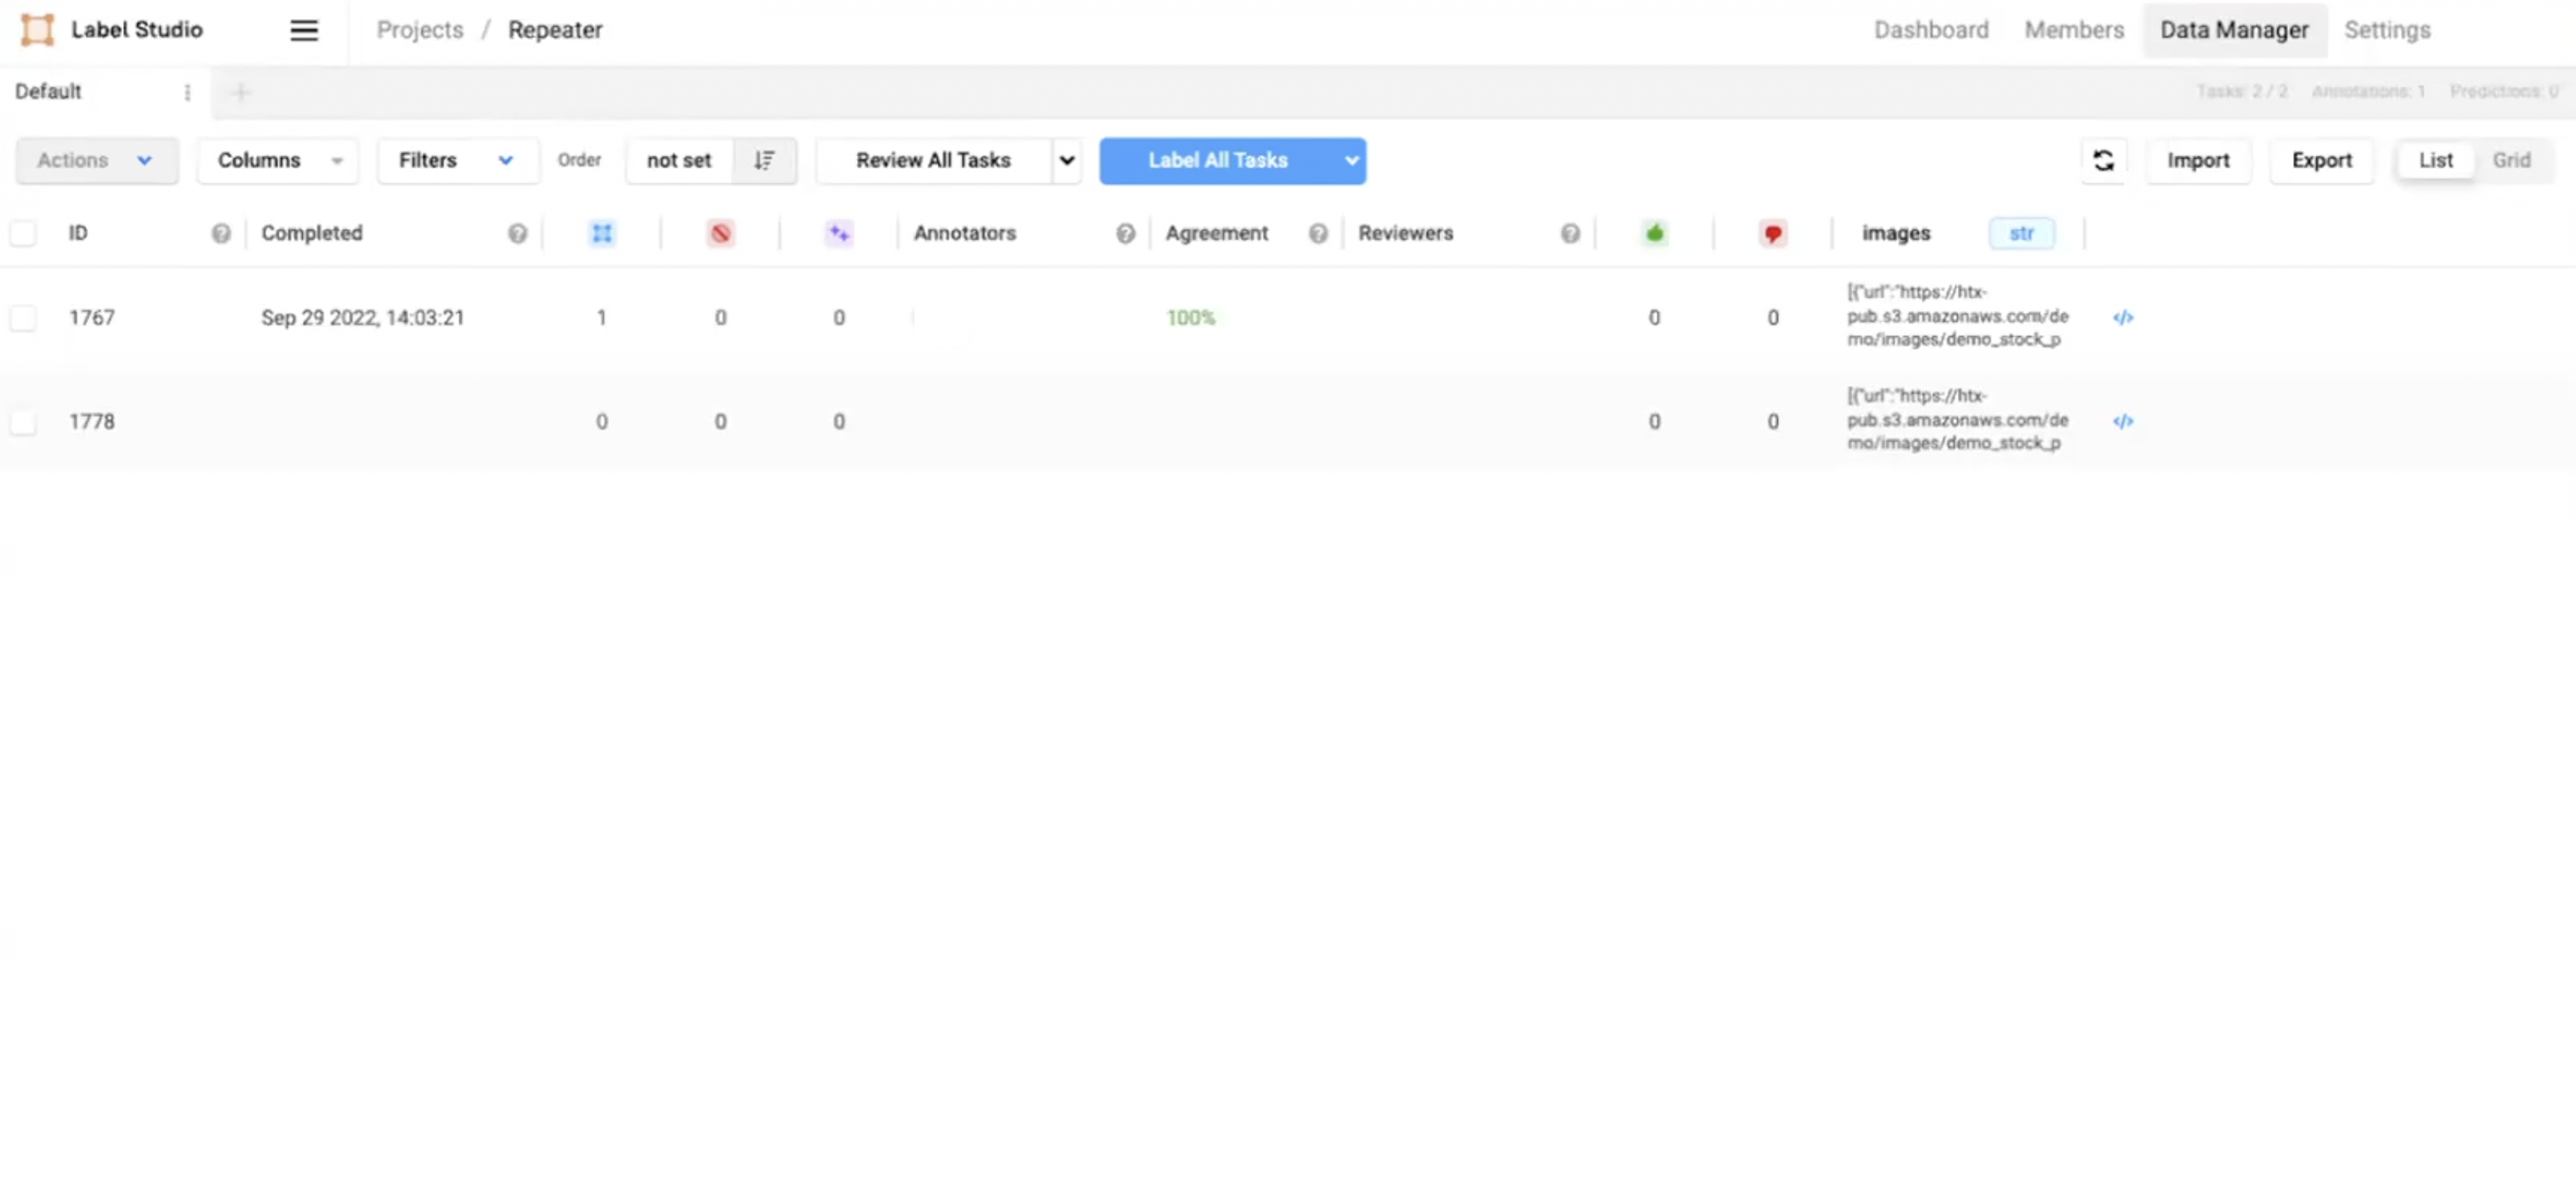 Label Studio Projects / Repeater Dashboard Members Data Manager Settings
Default + Tasks: 2 / 2 Annotations: 1 Predictions: 0
Actions Columns Filters Order not set Review All Tasks Label All Tasks Import Export List Grid
ID Completed Annotators Agreement Reviewers images str
1767 Sep 29 2022, 14:03:21 1 0 0 100% 0 0 [{"url":"https://htx-
pub.s3.amazonaws.com/de
mo/images/demo_stock_p
</>
1778 0 0 0 0 0 [{"url":"https://htx-
pub.s3.amazonaws.com/de
mo/images/demo_stock_p
</>